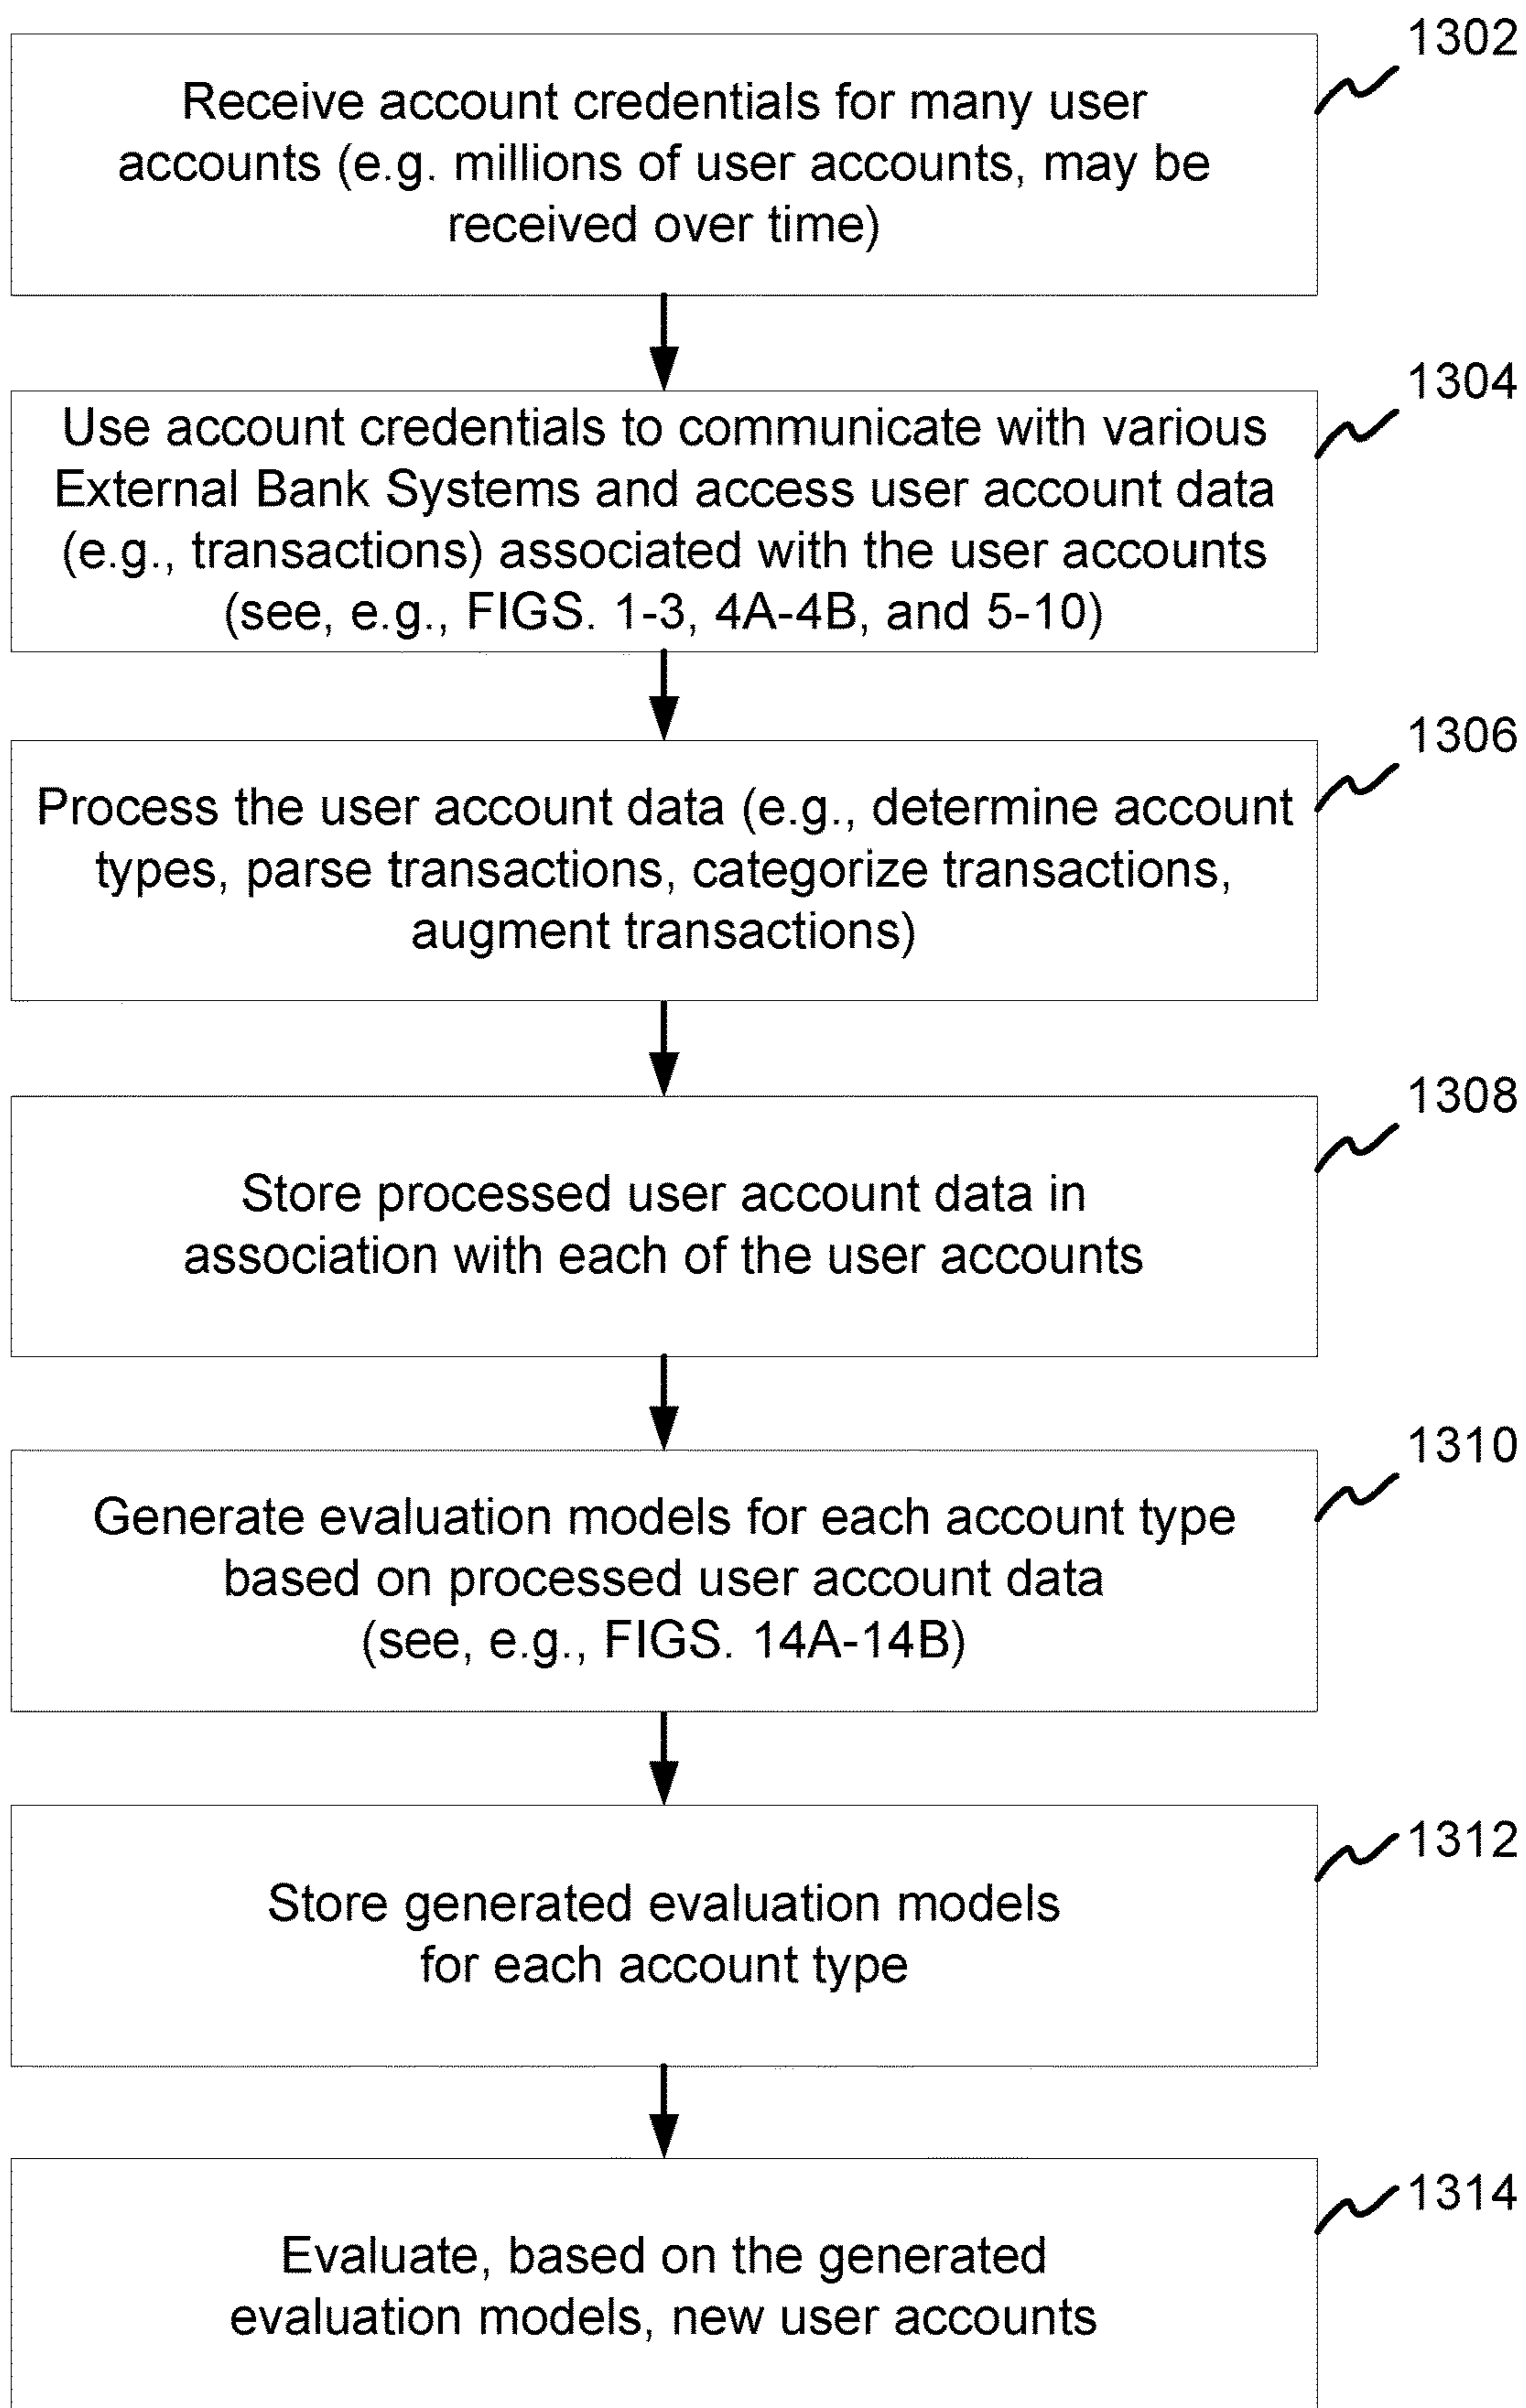 1302
Receive account credentials for many user
accounts (e.g. millions of user accounts, may be
received over time)
1304
Use account credentials to communicate with various
External Bank Systems and access user account data
(e.g., transactions) associated with the user accounts
(see, e.g., FIGS. 1-3, 4A-4B, and 5-10)
1306
Process the user account data (e.g., determine account
types, parse transactions, categorize transactions,
augment transactions)
1308
Store processed user account data in
association with each of the user accounts
1310
Generate evaluation models for each account type
based on processed user account data
(see, e.g., FIGS. 14A-14B)
1312
Store generated evaluation models
for each account type
1314
Evaluate, based on the generated
evaluation models, new user accounts